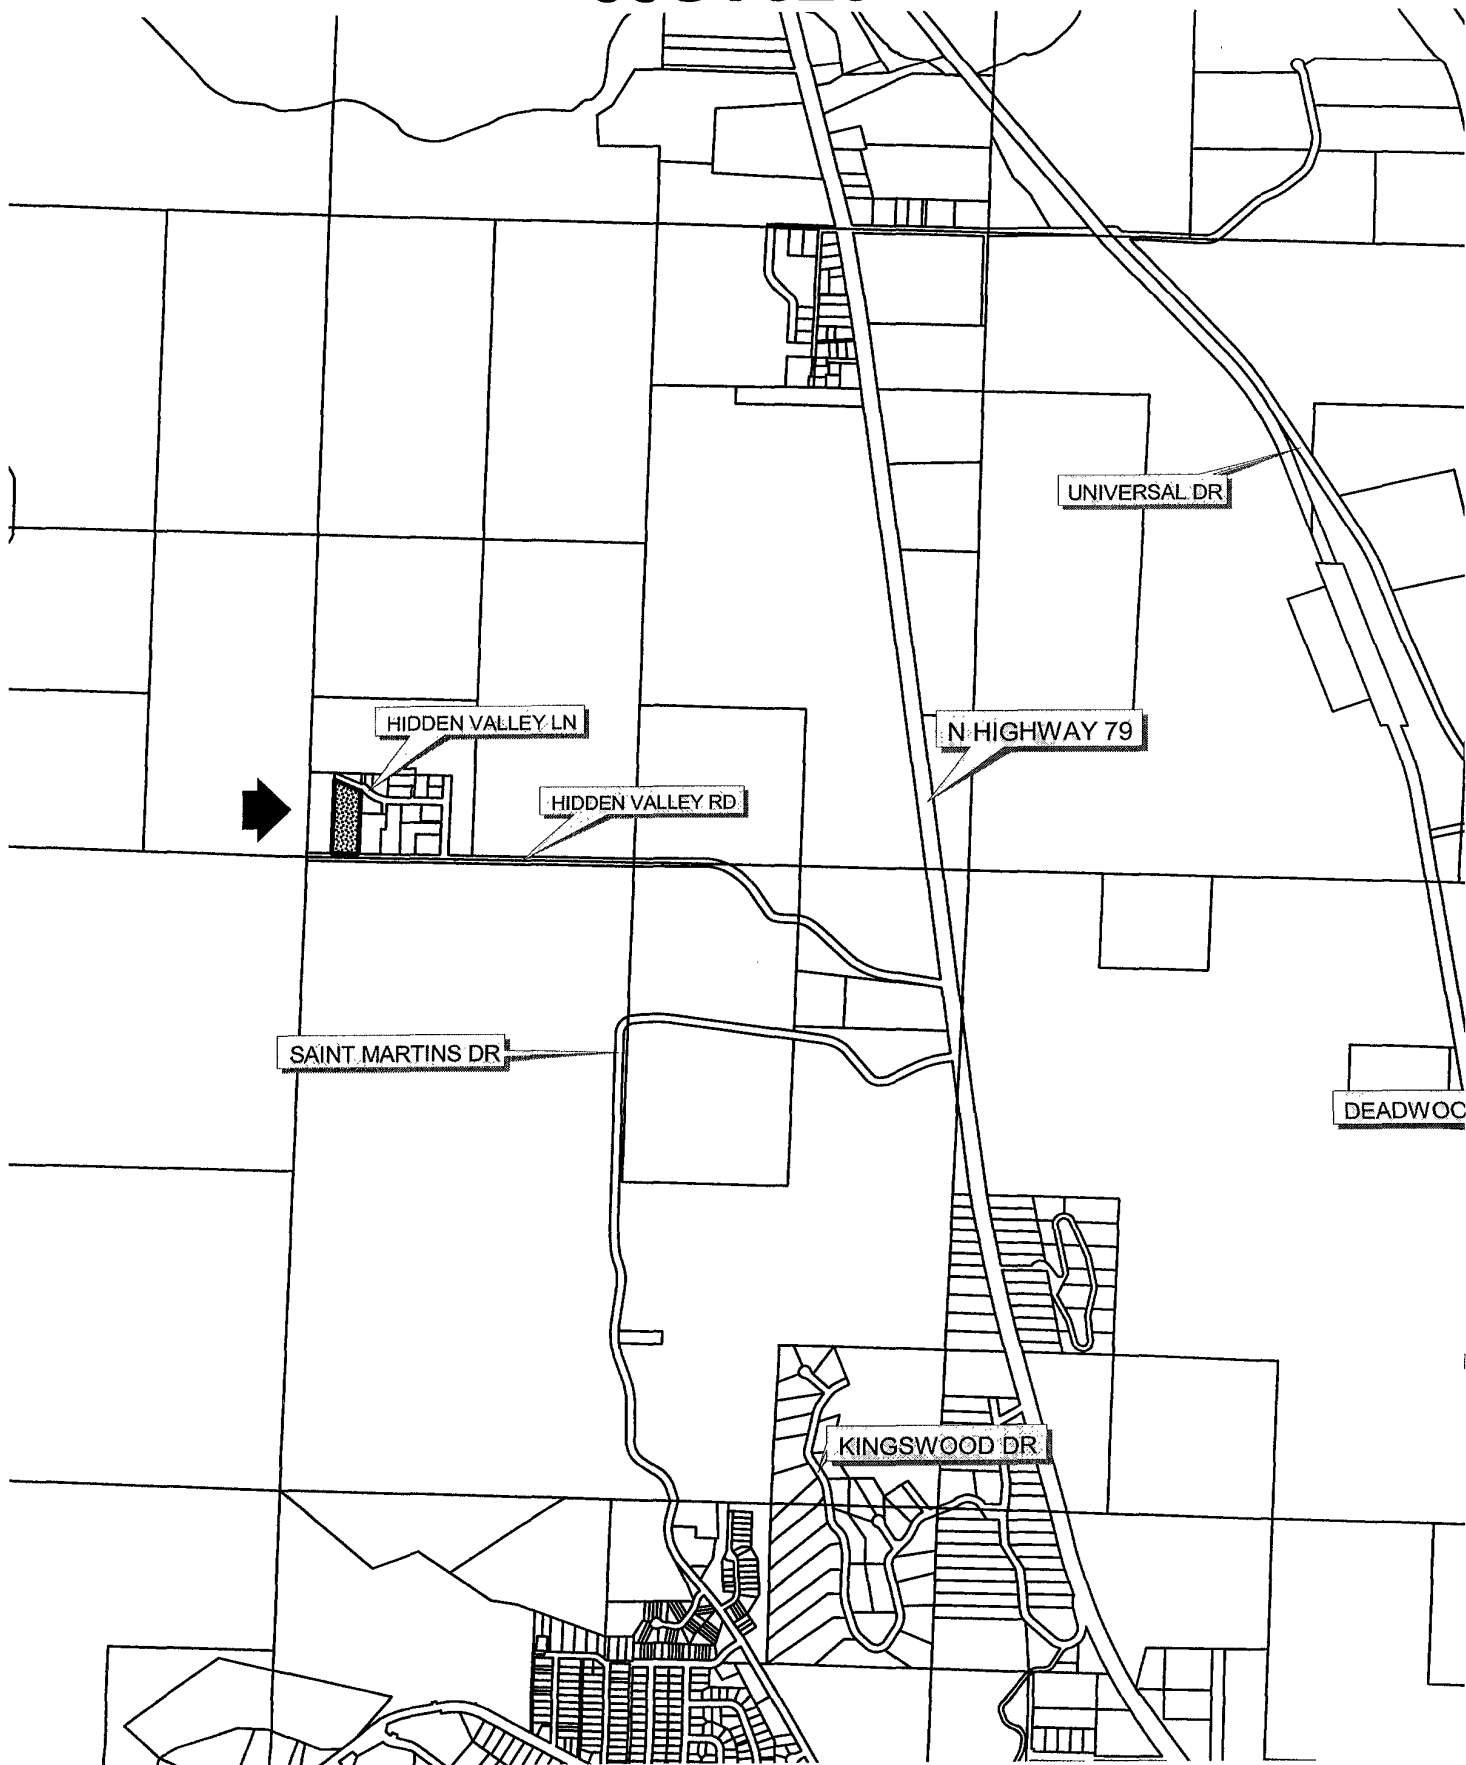 UNIVERSAL DR
HIDDEN VALLEY LN
N HIGHWAY 79
HIDDEN VALLEY RD
SAINT MARTINS DR
DEADWOO
KINGSWOOD DR